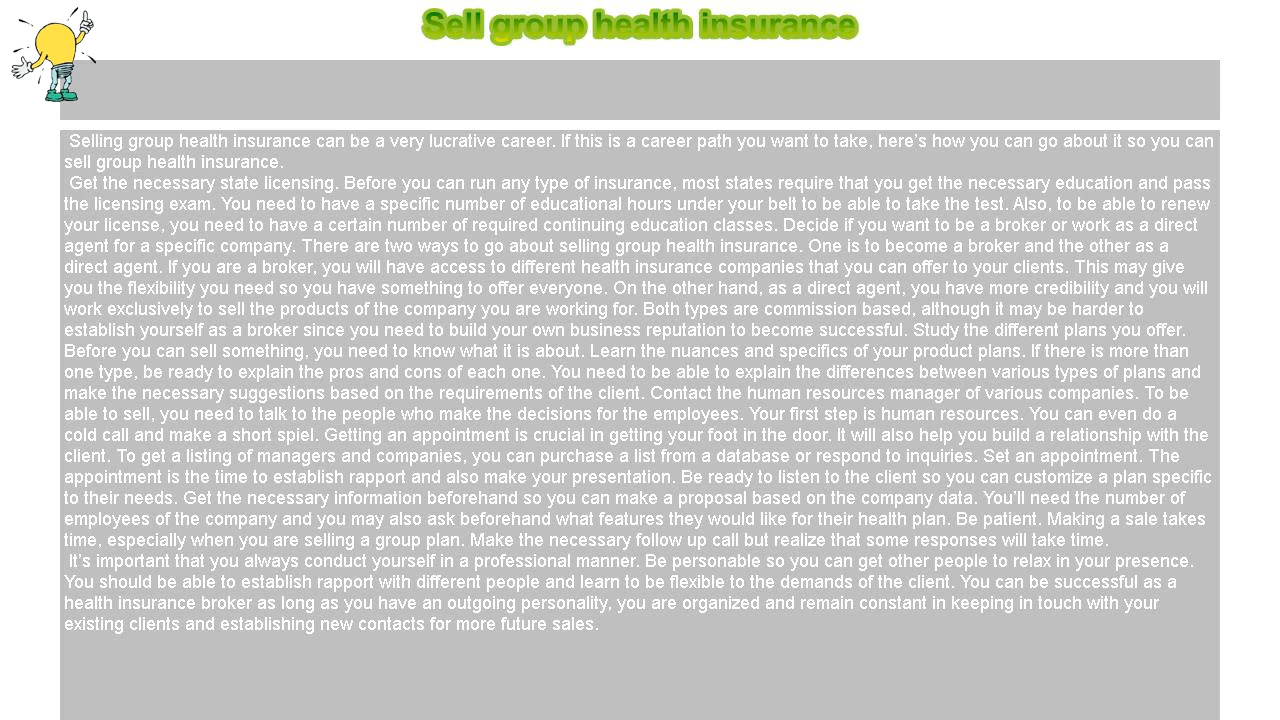 Sell group health insurance
Selling group health insurance can be a very lucrative career. If this is a career path you want to take, here’s how you can go about it so you can
sell group health insurance.
Get the necessary state licensing. Before you can run any type of insurance, most states require that you get the necessary education and pass
the licensing exam. You need to have a specific number of educational hours under your belt to be able to take the test. Also, to be able to renew
your license, you need to have a certain number of required continuing education classes. Decide if you want to be a broker or work as a direct
agent for a specific company. There are two ways to go about selling group health insurance. One is to become a broker and the other as a
direct agent. If you are a broker, you will have access to different health insurance companies that you can offer to your clients. This may give
you the flexibility you need so you have something to offer everyone. On the other hand, as a direct agent, you have more credibility and you will
work exclusively to sell the products of the company you are working for. Both types are commission based, although it may be harder to
establish yourself as a broker since you need to build your own business reputation to become successful. Study the different plans you offer.
Before you can sell something, you need to know what it is about. Learn the nuances and specifics of your product plans. If there is more than
one type, be ready to explain the pros and cons of each one. You need to be able to explain the differences between various types of plans and
make the necessary suggestions based on the requirements of the client. Contact the human resources manager of various companies. To be
able to sell, you need to talk to the people who make the decisions for the employees. Your first step is human resources. You can even do a
cold call and make a short spiel. Getting an appointment is crucial in getting your foot in the door. It will also help you build a relationship with the
client. To get a listing of managers and companies, you can purchase a list from a database or respond to inquiries. Set an appointment. The
appointment is the time to establish rapport and also make your presentation. Be ready to listen to the client so you can customize a plan specific
to their needs. Get the necessary information beforehand so you can make a proposal based on the company data. You’ll need the number of
employees of the company and you may also ask beforehand what features they would like for their health plan. Be patient. Making a sale takes
time, especially when you are selling a group plan. Make the necessary follow up call but realize that some responses will take time.
It’s important that you always conduct yourself in a professional manner. Be personable so you can get other people to relax in your presence.
You should be able to establish rapport with different people and learn to be flexible to the demands of the client. You can be successful as a
health insurance broker as long as you have an outgoing personality, you are organized and remain constant in keeping in touch with your
existing clients and establishing new contacts for more future sales.